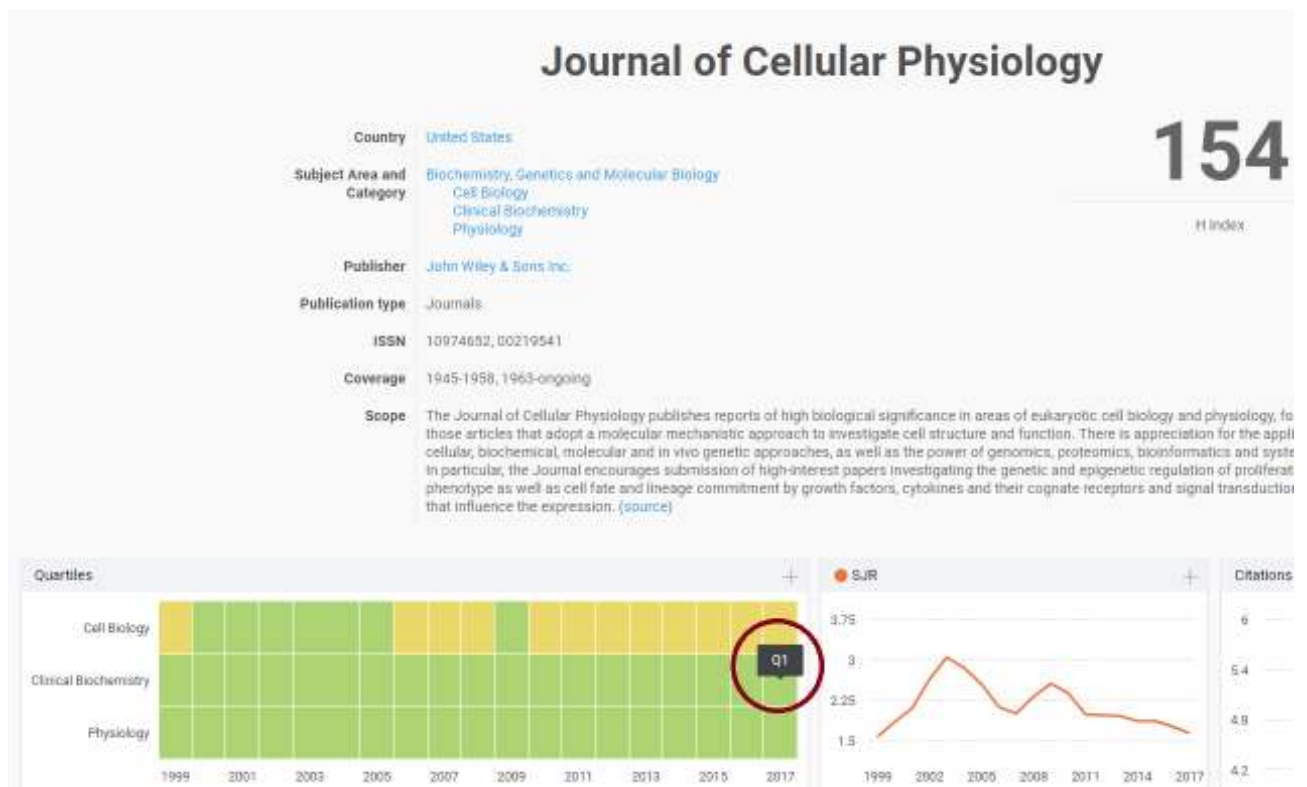 Journal of Cellular Physiology
Country United States
154
Subject Area and Category
Biochemistry, Genetics and Molecular Biology
Cell Biology
Clinical Biochemistry
Physiology
H Index
Publisher John Wiley & Sons Inc.
Publication type Journals
ISSN 10974652, 00219541
Coverage 1945-1958, 1963-ongoing
Scope The Journal of Cellular Physiology publishes reports of high biological significance in areas of eukaryotic cell biology and physiology, fo
those articles that adopt a molecular mechanistic approach to investigate cell structure and function. There is appreciation for the appli
cellular, biochemical, molecular and in vivo genetic approaches, as well as the power of genomics, proteomics, bioinformatics and syste
In particular, the Journal encourages submission of high-interest papers investigating the genetic and epigenetic regulation of proliferat
phenotype as well as cell fate and lineage commitment by growth factors, cytokines and their cognate receptors and signal transduction
that influence the expression. (source)
Quartiles
Cell Biology
Clinical Biochemistry
Physiology
Q1
1999 2001 2003 2005 2007 2009 2011 2013 2015 2017
SJR
3.75
3
2.25
1.5
1999 2002 2005 2008 2011 2014 2017
Citations
6
5.4
4.8
4.2